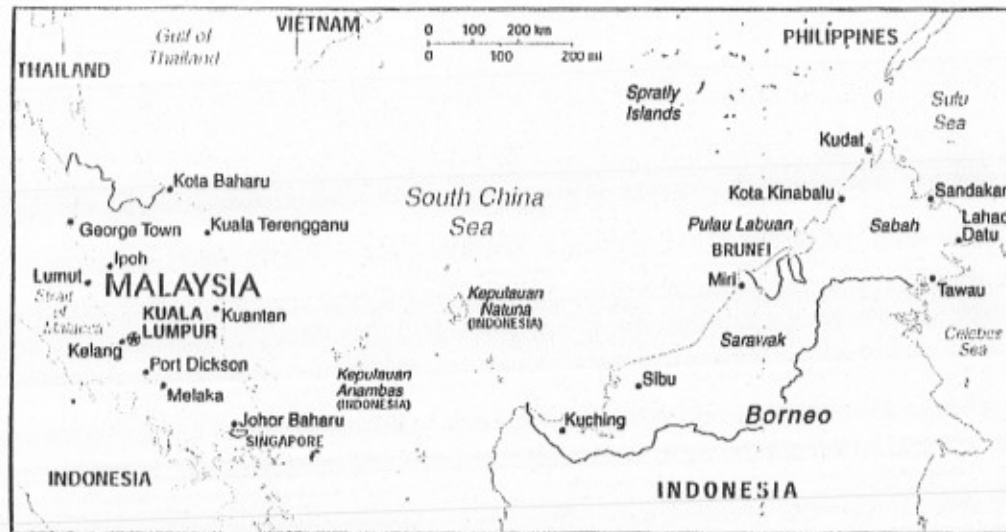 VIETNAM
Gulf of
Thailand
THAILAND
0 100 200 km
0 100 200 mi
PHILIPPINES
Spratly
Islands
Sulu
Sea
Kudat
Kota Baharu
South China
Sea
Kota Kinabalu
Sandakan
George Town
Kuala Terengganu
Pulau Labuan
Sabah
Lahad
Datu
BRUNEI
Ipoh
Lumut
MALAYSIA
Miri
Tawau
Strait
of
Malacca
KUALA
LUMPUR
Kuantan
Kepulauan
Natuna
(INDONESIA)
Kelang
Sarawak
Celebes
Sea
Port Dickson
Melaka
Kepulauan
Anambas
(INDONESIA)
Sibu
Johor Baharu
SINGAPORE
Kuching
Borneo
INDONESIA
INDONESIA